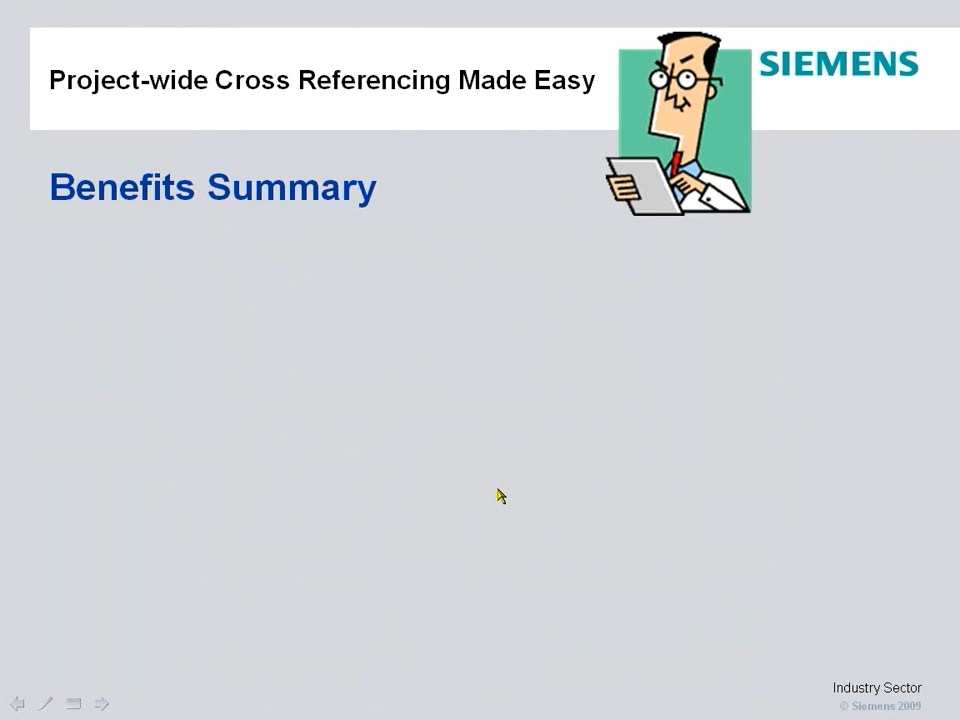 Project-wide Cross Referencing Made Easy
SIEMENS
Benefits Summary
Industry Sector
© Siemens 2009